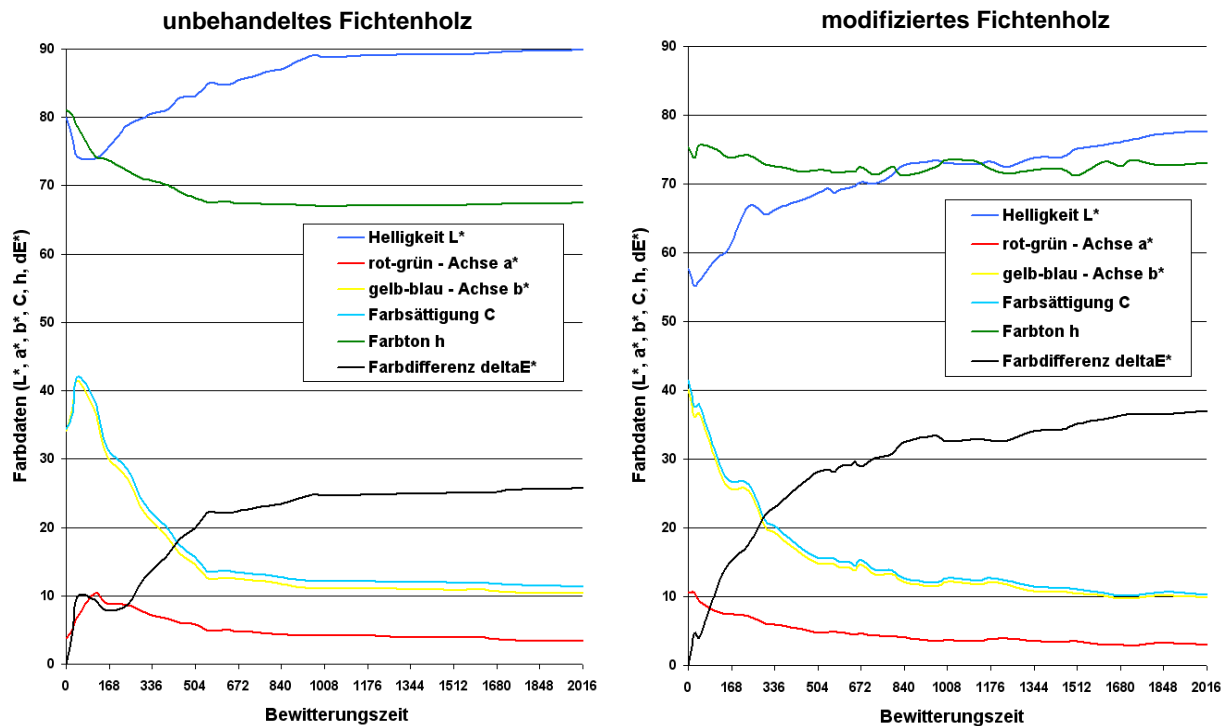 unbehandeltes Fichtenholz
90
80
70
60
50
40
30
20
10
0
Farbdaten (L*, a*, b*, C, h, dE*)
Helligkeit L*
rot-grün - Achse a*
gelb-blau - Achse b*
Farbsättigung C
Farbton h
Farbdifferenz deltaE*
0 168 336 504 672 840 1008 1176 1344 1512 1680 1848 2016
Bewitterungszeit
modifiziertes Fichtenholz
90
80
70
60
50
40
30
20
10
0
Farbdaten (L*, a*, b*, C, h, dE*)
Helligkeit L*
rot-grün - Achse a*
gelb-blau - Achse b*
Farbsättigung C
Farbton h
Farbdifferenz deltaE*
0 168 336 504 672 840 1008 1176 1344 1512 1680 1848 2016
Bewitterungszeit